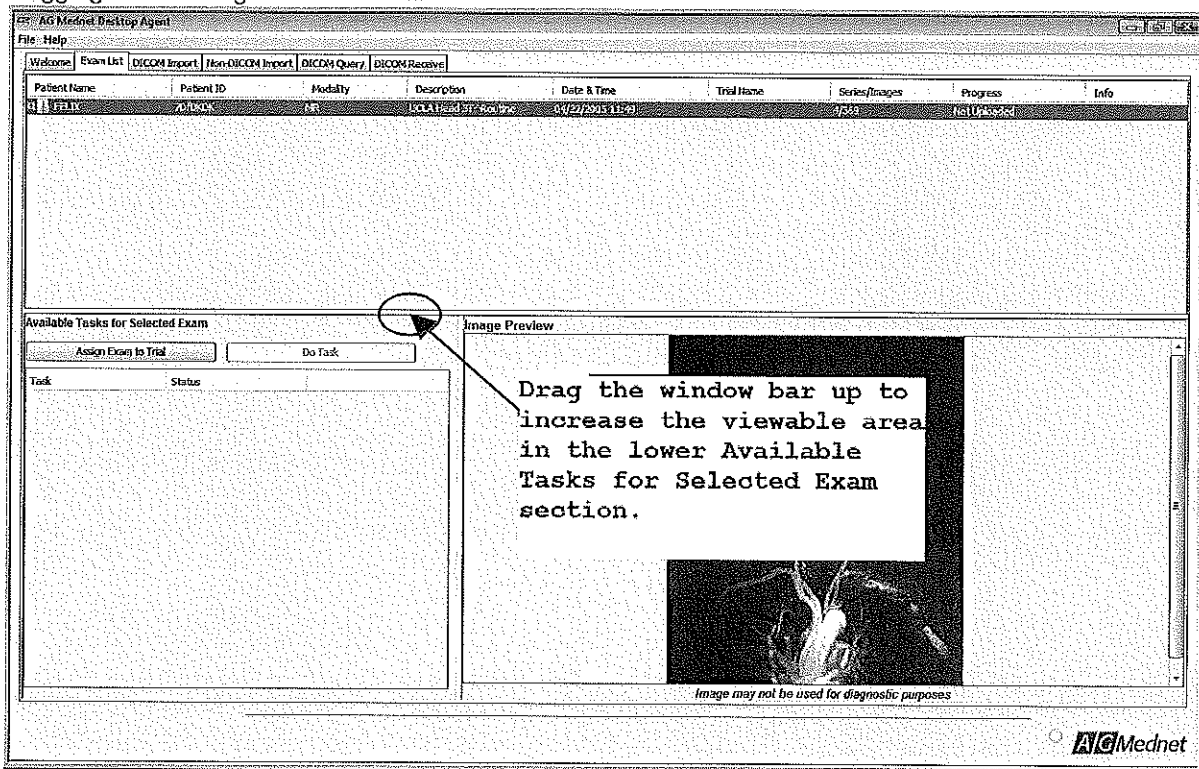 AG Mednet Desktop Agent
File Help
Welcome Exam List DICOM Import Non-DICOM Import DICOM Query DICOM Receive
Patient Name Patient ID Modality Description Date & Time Trial Name Series/Images Progress Info
MR Not Uploaded
Available Tasks for Selected Exam
Image Preview
Assign Exam to Trial Do Task
Task Status
Drag the window bar up to
increase the viewable area
in the lower Available
Tasks for Selected Exam
section.
Image may not be used for diagnostic purposes
AG Mednet